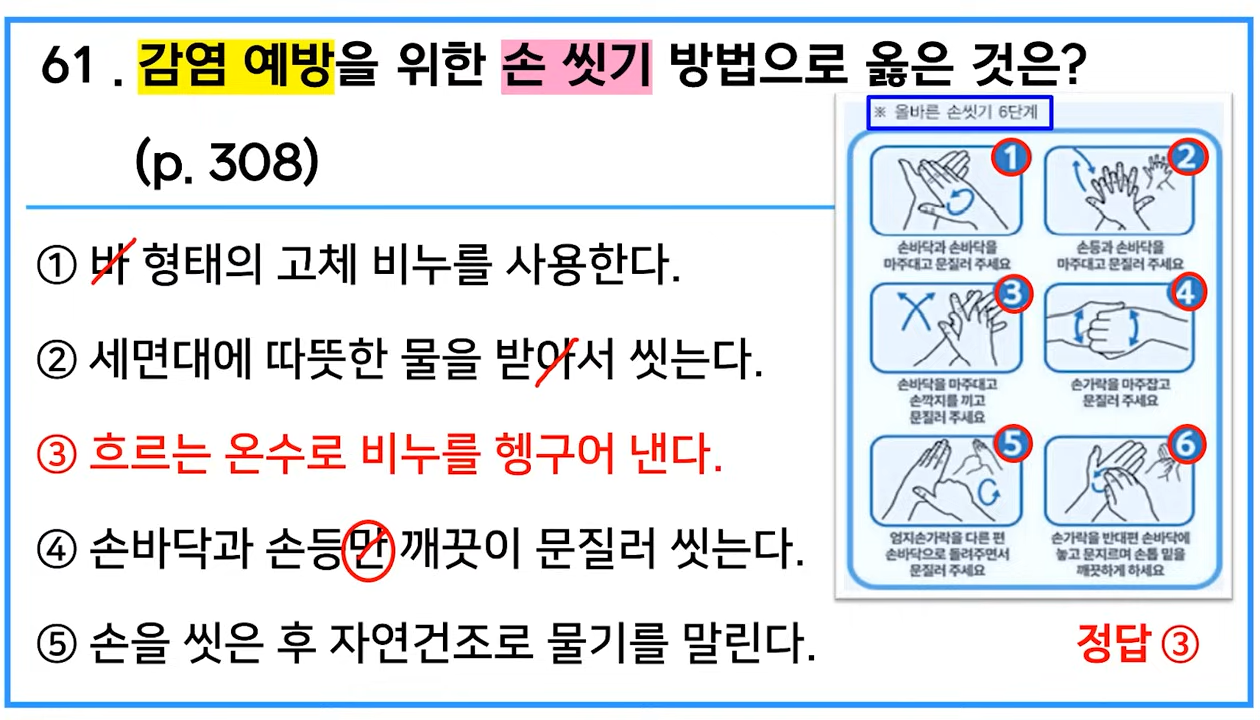 61. 감염 예방을 위한 손 씻기 방법으로 옳은 것은?
(p. 308)
① 바 형태의 고체 비누를 사용한다.
② 세면대에 따뜻한 물을 받아서 씻는다.
③ 흐르는 온수로 비누를 헹구어 낸다.
④ 손바닥과 손등만 깨끗이 문질러 씻는다.
⑤ 손을 씻은 후 자연건조로 물기를 말린다.
※ 올바른 손씻기 6단계
1
손바닥과 손바닥을
마주대고 문질러 주세요
2
손등과 손바닥을
마주대고 문질러 주세요
3
손바닥을 마주대고
손깍지를 끼고
문질러 주세요
4
손가락을 마주잡고
문질러 주세요
5
엄지손가락을 다른 편
손바닥으로 돌려주면서
문질러 주세요
6
손가락을 반대편 손바닥에
놓고 문지르며 손톱 밑을
깨끗하게 하세요
정답 ③